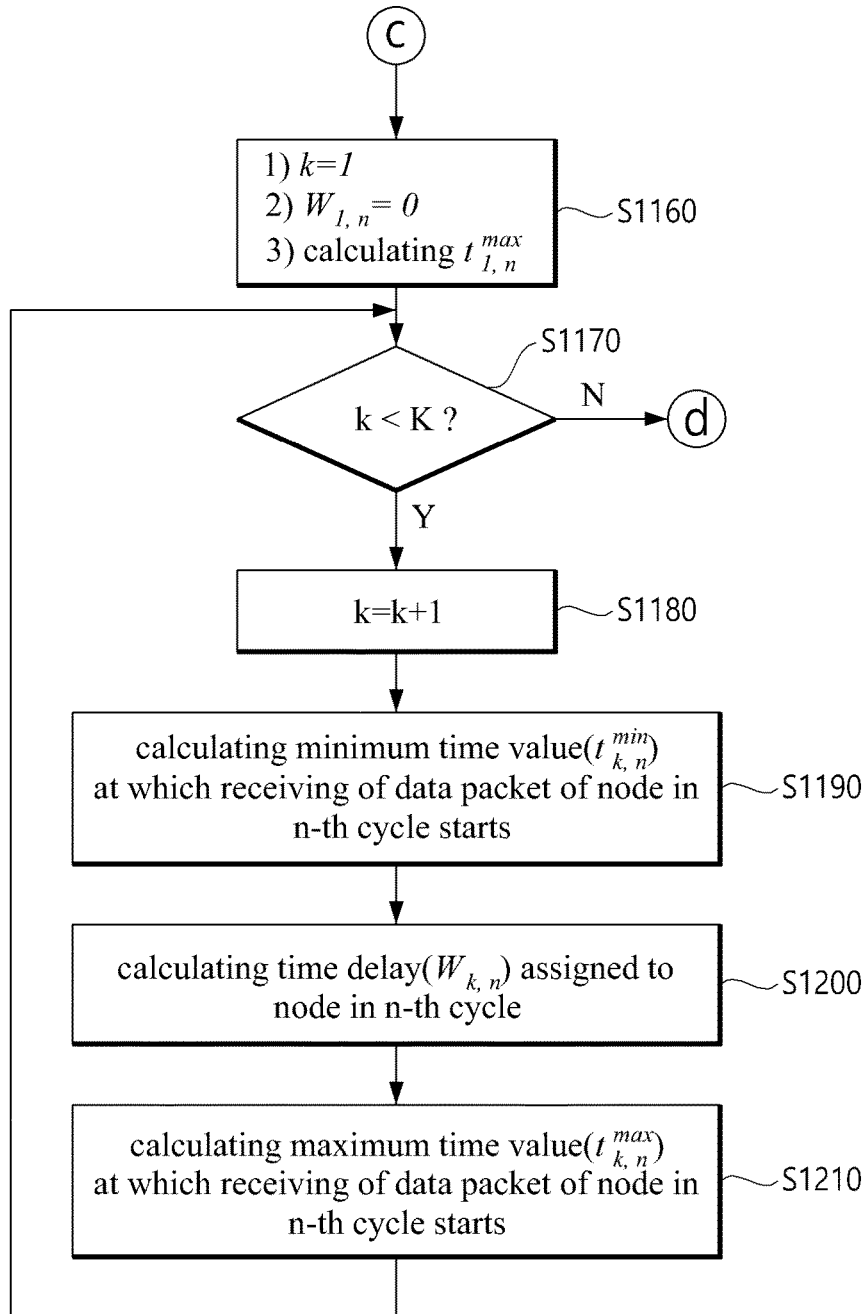 C
1) k=1
2) W1, n= 0
3) calculating t max 1, n
S1160
S1170
k < K ?
N
d
Y
k=k+1
S1180
calculating minimum time value(t min k, n)
at which receiving of data packet of node in
n-th cycle starts
S1190
calculating time delay(Wk, n) assigned to
node in n-th cycle
S1200
calculating maximum time value(t max k, n)
at which receiving of data packet of node in
n-th cycle starts
S1210